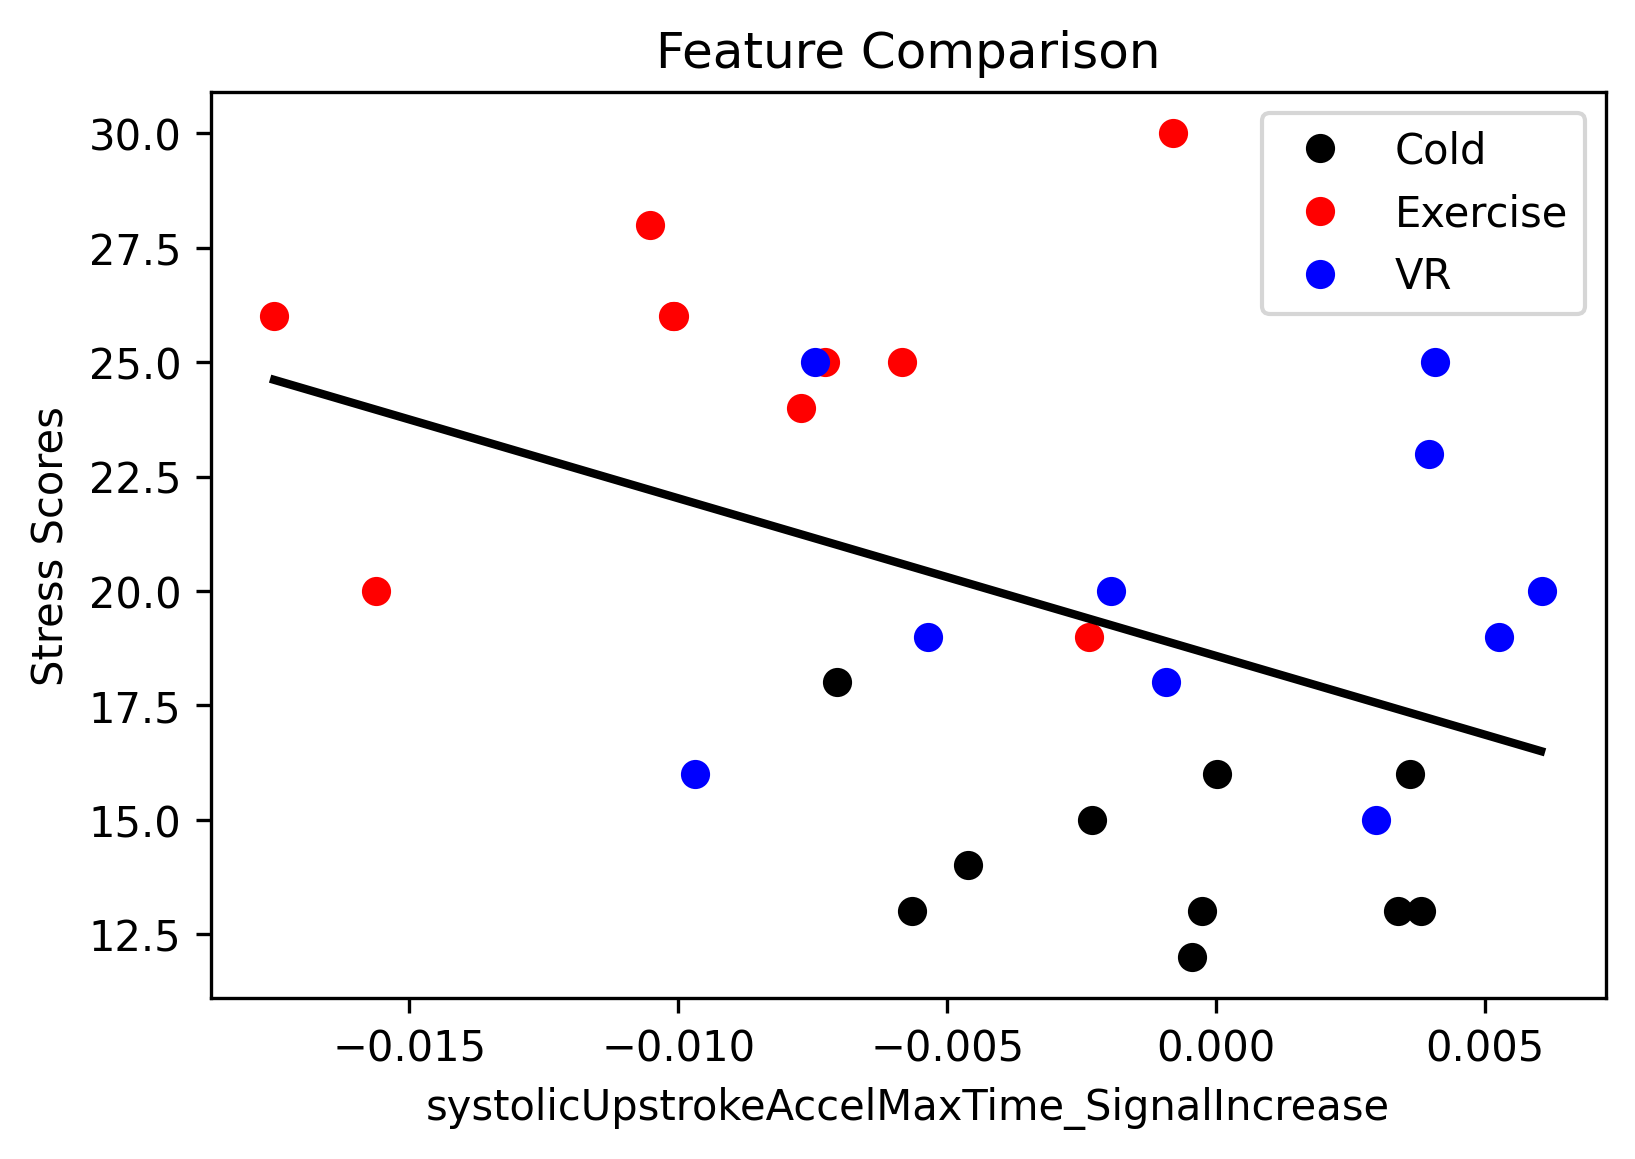 Feature Comparison
30.0
27.5
25.0
22.5
20.0
17.5
15.0
12.5
Stress Scores
Cold
Exercise
VR
−0.015 −0.010 −0.005 0.000 0.005
systolicUpstrokeAccelMaxTime_SignalIncrease